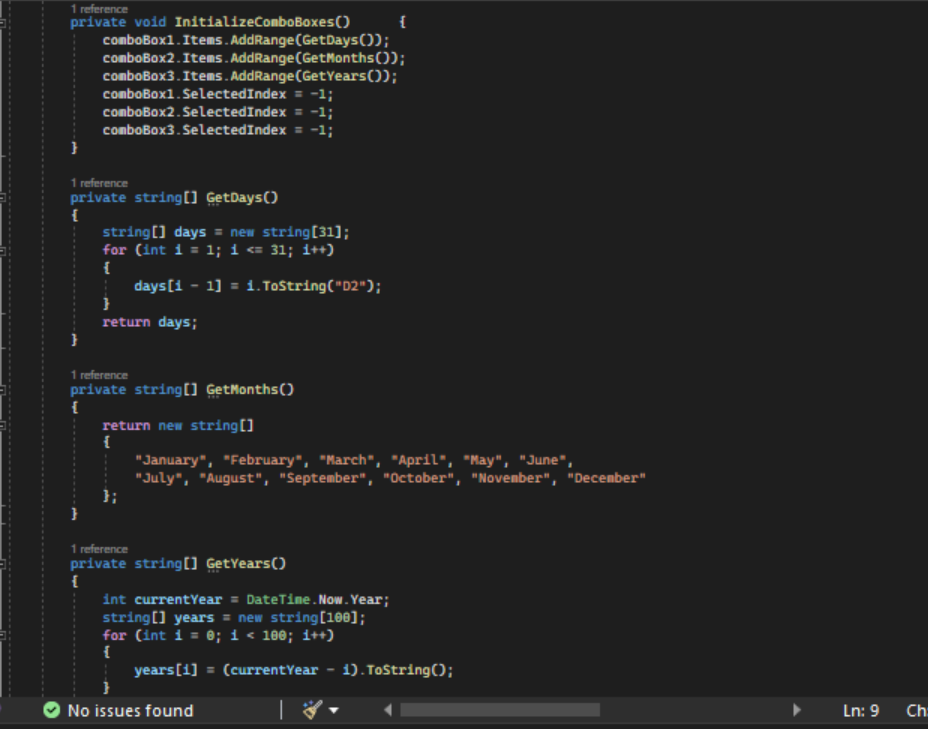 1 reference
private void InitializeComboBoxes() {
comboBox1.Items.AddRange(GetDays());
comboBox2.Items.AddRange(GetMonths());
comboBox3.Items.AddRange(GetYears());
comboBox1.SelectedIndex = -1;
comboBox2.SelectedIndex = -1;
comboBox3.SelectedIndex = -1;
}
1 reference
private string[] GetDays()
{
string[] days = new string[31];
for (int i = 1; i <= 31; i++)
{
days[i - 1] = i.ToString("D2");
}
return days;
}
1 reference
private string[] GetMonths()
{
return new string[]
{
"January", "February", "March", "April", "May", "June",
"July", "August", "September", "October", "November", "December"
};
}
1 reference
private string[] GetYears()
{
int currentYear = DateTime.Now.Year;
string[] years = new string[100];
for (int i = 0; i < 100; i++)
{
years[i] = (currentYear - i).ToString();
}
No issues found Ln: 9